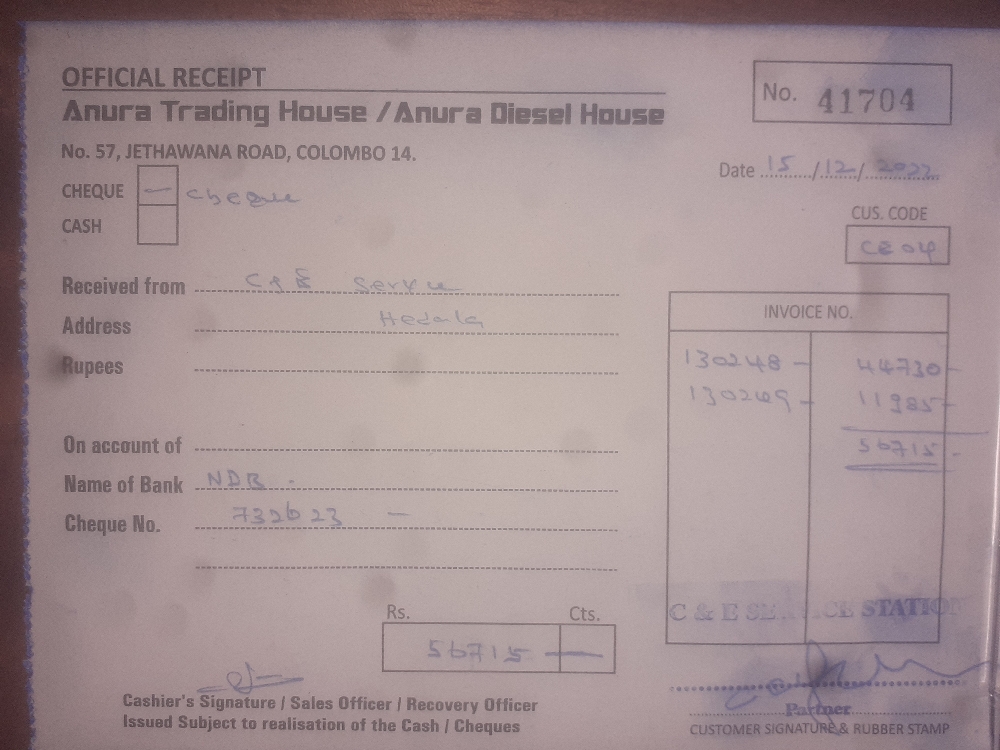 OFFICIAL RECEIPT
No. 41704
Anura Trading House / Anura Diesel House
No. 57, JETHAWANA ROAD, COLOMBO 14.
Date 15/12/2022
CHEQUE — cheque
CASH
CUS. CODE
CE 04
Received from C & E Service
Address Hedala
Rupees
INVOICE NO.
130248 – 44730 –
130249 – 11985 –
56715 –
On account of
Name of Bank NDB -
Cheque No. 732623 —
Rs. Cts.
56715 —
C & E SE CE STATION
Cashier's Signature / Sales Officer / Recovery Officer
Issued Subject to realisation of the Cash / Cheques
Partner
CUSTOMER SIGNATURE & RUBBER STAMP